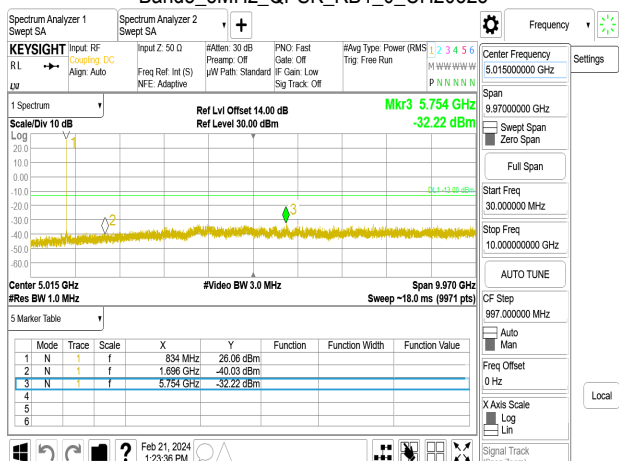 Spectrum Analyzer 1
Swept SA
Spectrum Analyzer 2
Swept SA
Frequency
KEYSIGHT
RL
Input: RF
Coupling: DC
Align: Auto
Input Z: 50 Ω
Freq Ref: Int (S)
NFE: Adaptive
#Atten: 30 dB
Preamp: Off
µW Path: Standard
PNO: Fast
Gate: Off
IF Gain: Low
Sig Track: Off
#Avg Type: Power (RMS
Trig: Free Run
1 2 3 4 5 6
M W W W W W
P N N N N N
Center Frequency
5.015000000 GHz
Settings
1 Spectrum
Scale/Div 10 dB
Ref Lvl Offset 14.00 dB
Ref Level 30.00 dBm
Mkr3 5.754 GHz
-32.22 dBm
Span
9.97000000 GHz
Swept Span
Zero Span
Full Span
Log
20.0
10.0
0.00
-10.0
-20.0
-30.0
-40.0
-50.0
-60.0
1
2
3
Start Freq
30.000000 MHz
Stop Freq
10.000000000 GHz
AUTO TUNE
Center 5.015 GHz
#Res BW 1.0 MHz
#Video BW 3.0 MHz
Span 9.970 GHz
Sweep ~18.0 ms (9971 pts)
CF Step
997.000000 MHz
Auto
Man
5 Marker Table
Mode Trace Scale X Y Function Function Width Function Value
1 N 1 f 834 MHz 26.06 dBm
2 N 1 f 1.696 GHz -40.03 dBm
3 N 1 f 5.754 GHz -32.22 dBm
4
5
6
Freq Offset
0 Hz
X Axis Scale
Log
Lin
Local
Signal Track
Feb 21, 2024
1:23:36 PM